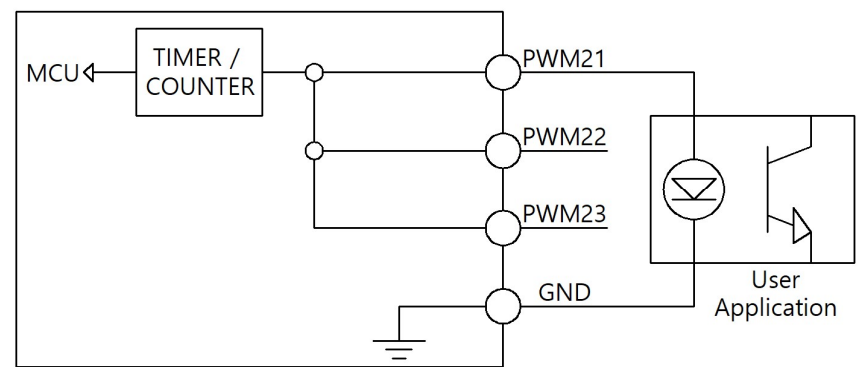 MCU
TIMER /
COUNTER
PWM21
PWM22
PWM23
GND
User
Application